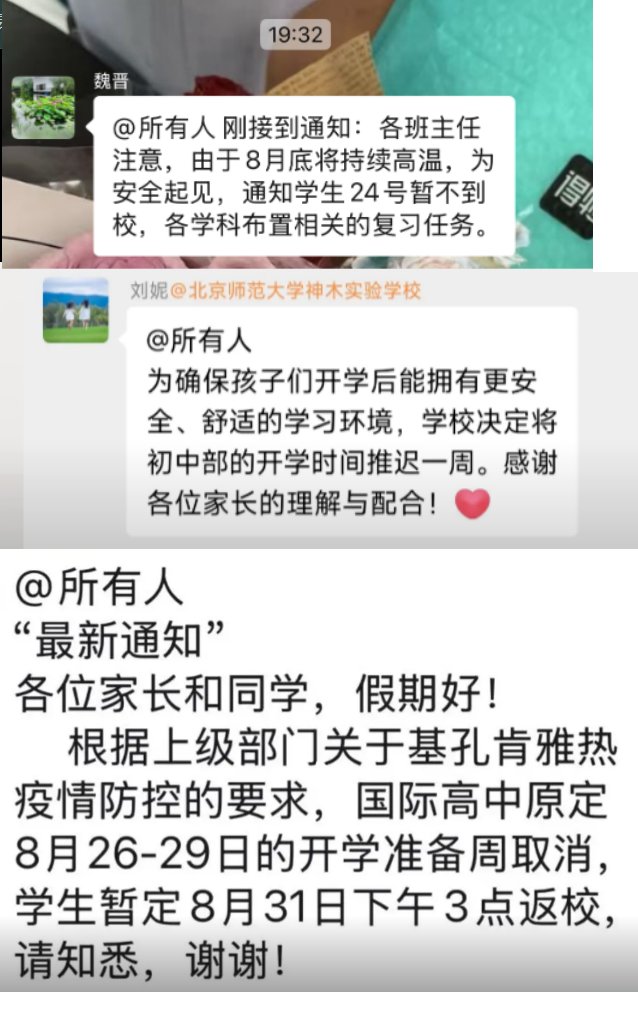 19:32
魏晋
@所有人 刚接到通知：各班主任
注意，由于8月底将持续高温，为
安全起见，通知学生24号暂不到
校，各学科布置相关的复习任务。
刘妮@北京师范大学神木实验学校
@所有人
为确保孩子们开学后能拥有更安
全、舒适的学习环境，学校决定将
初中部的开学时间推迟一周。感谢
各位家长的理解与配合！❤️
@所有人
“最新通知”
各位家长和同学，假期好！
根据上级部门关于基孔肯雅热
疫情防控的要求，国际高中原定
8月26-29日的开学准备周取消，
学生暂定8月31日下午3点返校，
请知悉，谢谢！